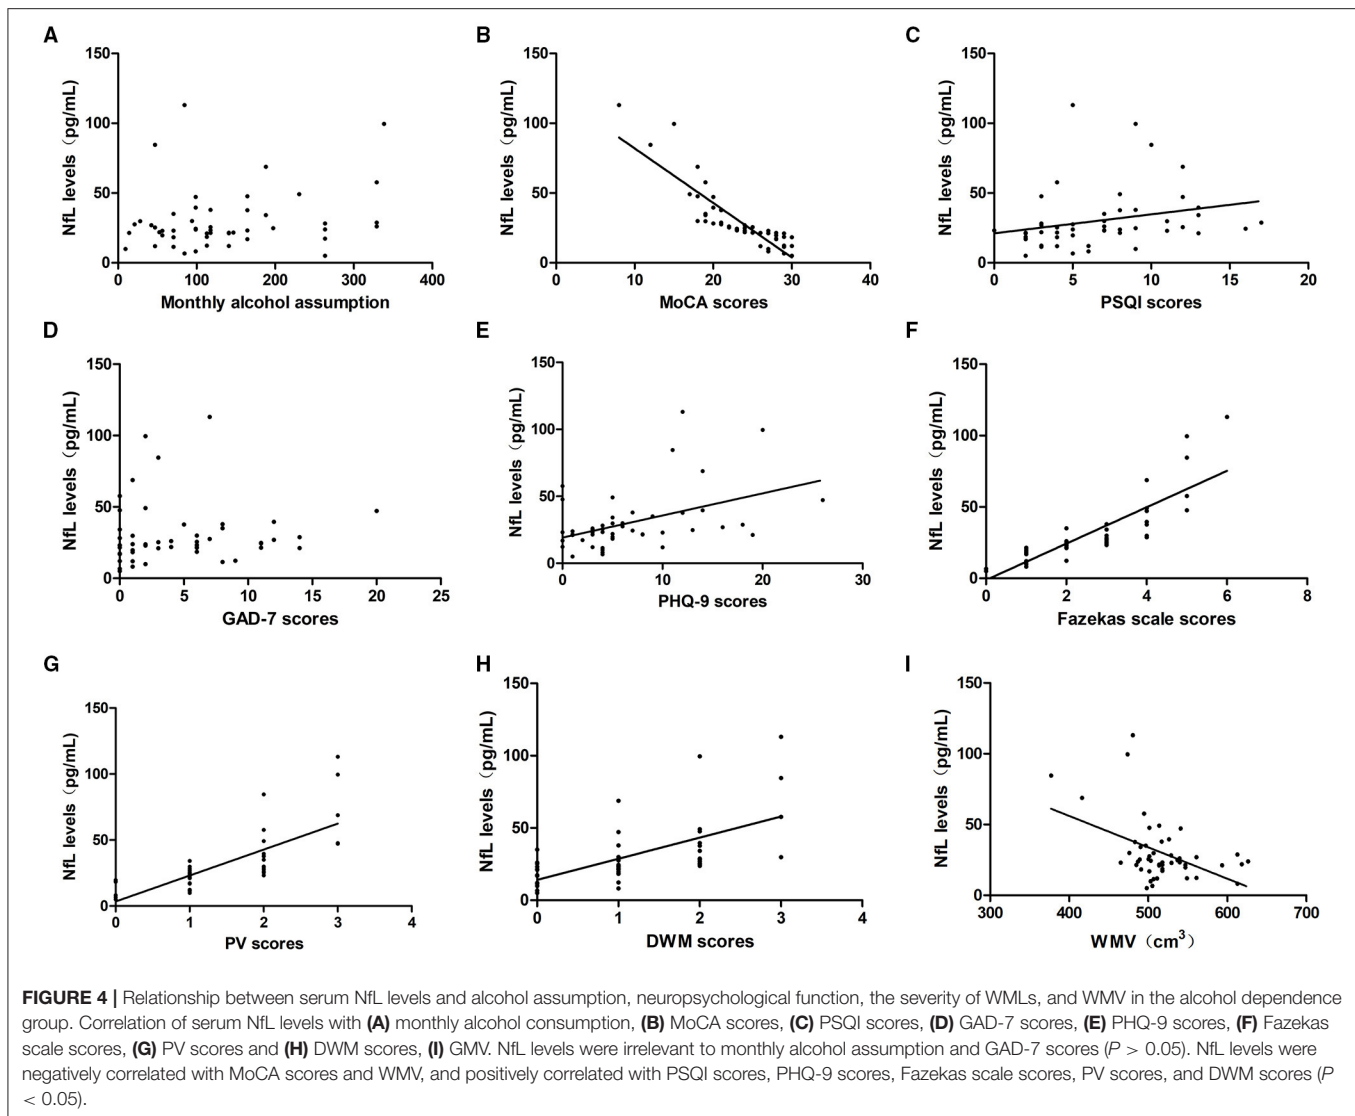 A
NfL levels（pg/mL）
150
100
50
0
0 100 200 300 400
Monthly alcohol assumption
B
NfL levels（pg/mL）
150
100
50
0
0 10 20 30 40
MoCA scores
C
NfL levels（pg/mL）
150
100
50
0
0 5 10 15 20
PSQI scores
D
NfL levels（pg/mL）
150
100
50
0
0 5 10 15 20 25
GAD-7 scores
E
NfL levels（pg/mL）
150
100
50
0
0 10 20 30
PHQ-9 scores
F
NfL levels（pg/mL）
150
100
50
0
0 2 4 6 8
Fazekas scale scores
G
NfL levels（pg/mL）
150
100
50
0
0 1 2 3 4
PV scores
H
NfL levels（pg/mL）
150
100
50
0
0 1 2 3 4
DWM scores
I
NfL levels（pg/mL）
150
100
50
0
300 400 500 600 700
WMV（cm³）
FIGURE 4 | Relationship between serum NfL levels and alcohol assumption, neuropsychological function, the severity of WMLs, and WMV in the alcohol dependence
group. Correlation of serum NfL levels with (A) monthly alcohol consumption, (B) MoCA scores, (C) PSQI scores, (D) GAD-7 scores, (E) PHQ-9 scores, (F) Fazekas
scale scores, (G) PV scores and (H) DWM scores, (I) GMV. NfL levels were irrelevant to monthly alcohol assumption and GAD-7 scores (P > 0.05). NfL levels were
negatively correlated with MoCA scores and WMV, and positively correlated with PSQI scores, PHQ-9 scores, Fazekas scale scores, PV scores, and DWM scores (P
< 0.05).